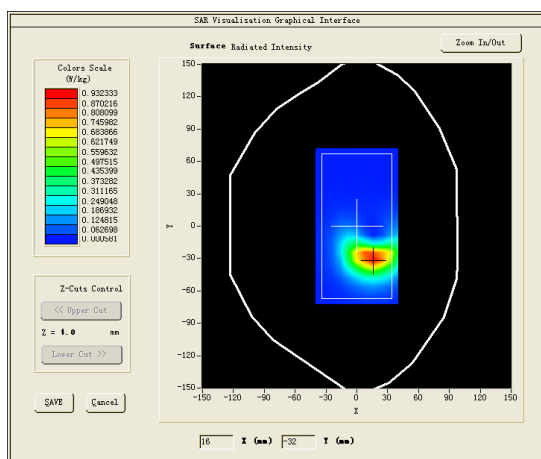 SAR Visualisation Graphical Interface
Surface Radiated Intensity
Zoom In/Out
Colors Scale
(W/kg)
0.932333
0.870216
0.808099
0.745982
0.683866
0.621749
0.559632
0.497515
0.435399
0.373282
0.311165
0.249048
0.186932
0.124815
0.062698
0.000581
150
120
90
60
30
0
-30
-60
-90
-120
-150
Y
-150 -120 -90 -60 -30 0 30 60 90 120 150
X
Z-Cuts Control
<< Upper Cut
Z = 4.0 mm
Lower Cut >>
SAVE Cancel
16 X (mm) -32 Y (mm)